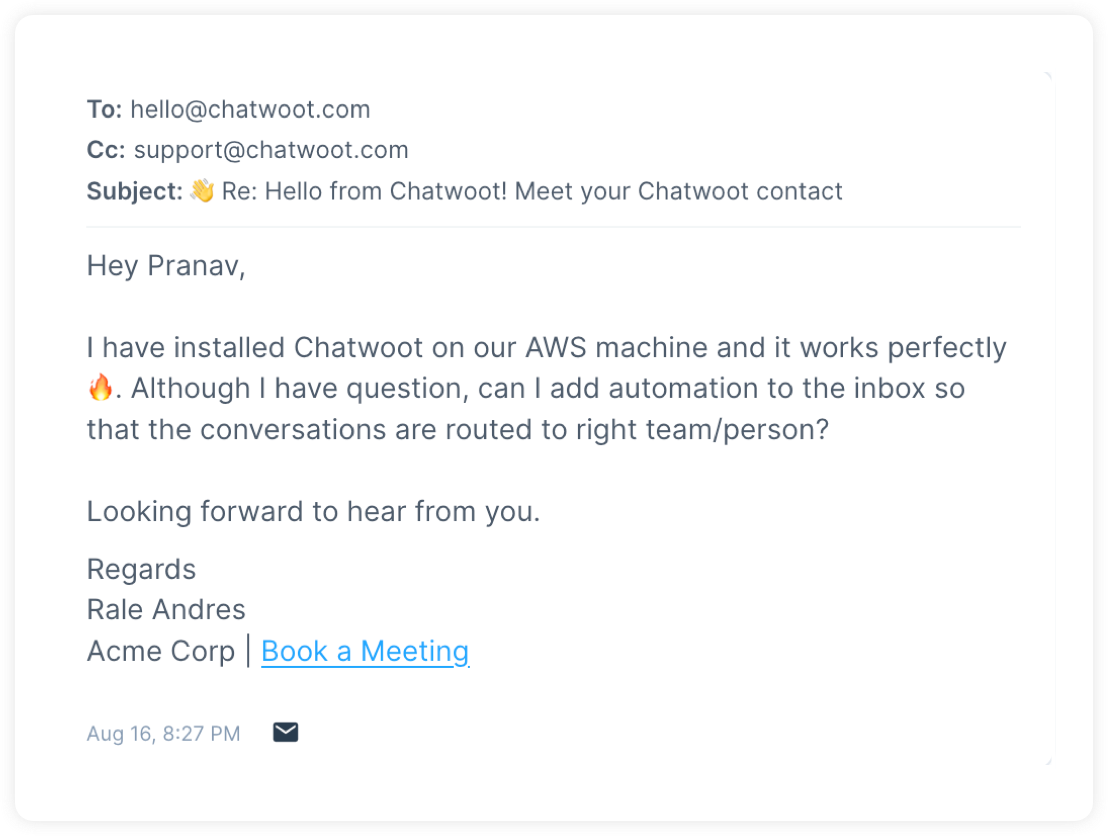 To: hello@chatwoot.com
Cc: support@chatwoot.com
Subject: 👋 Re: Hello from Chatwoot! Meet your Chatwoot contact
Hey Pranav,
I have installed Chatwoot on our AWS machine and it works perfectly
🔥. Although I have question, can I add automation to the inbox so
that the conversations are routed to right team/person?
Looking forward to hear from you.
Regards
Rale Andres
Acme Corp | Book a Meeting
Aug 16, 8:27 PM